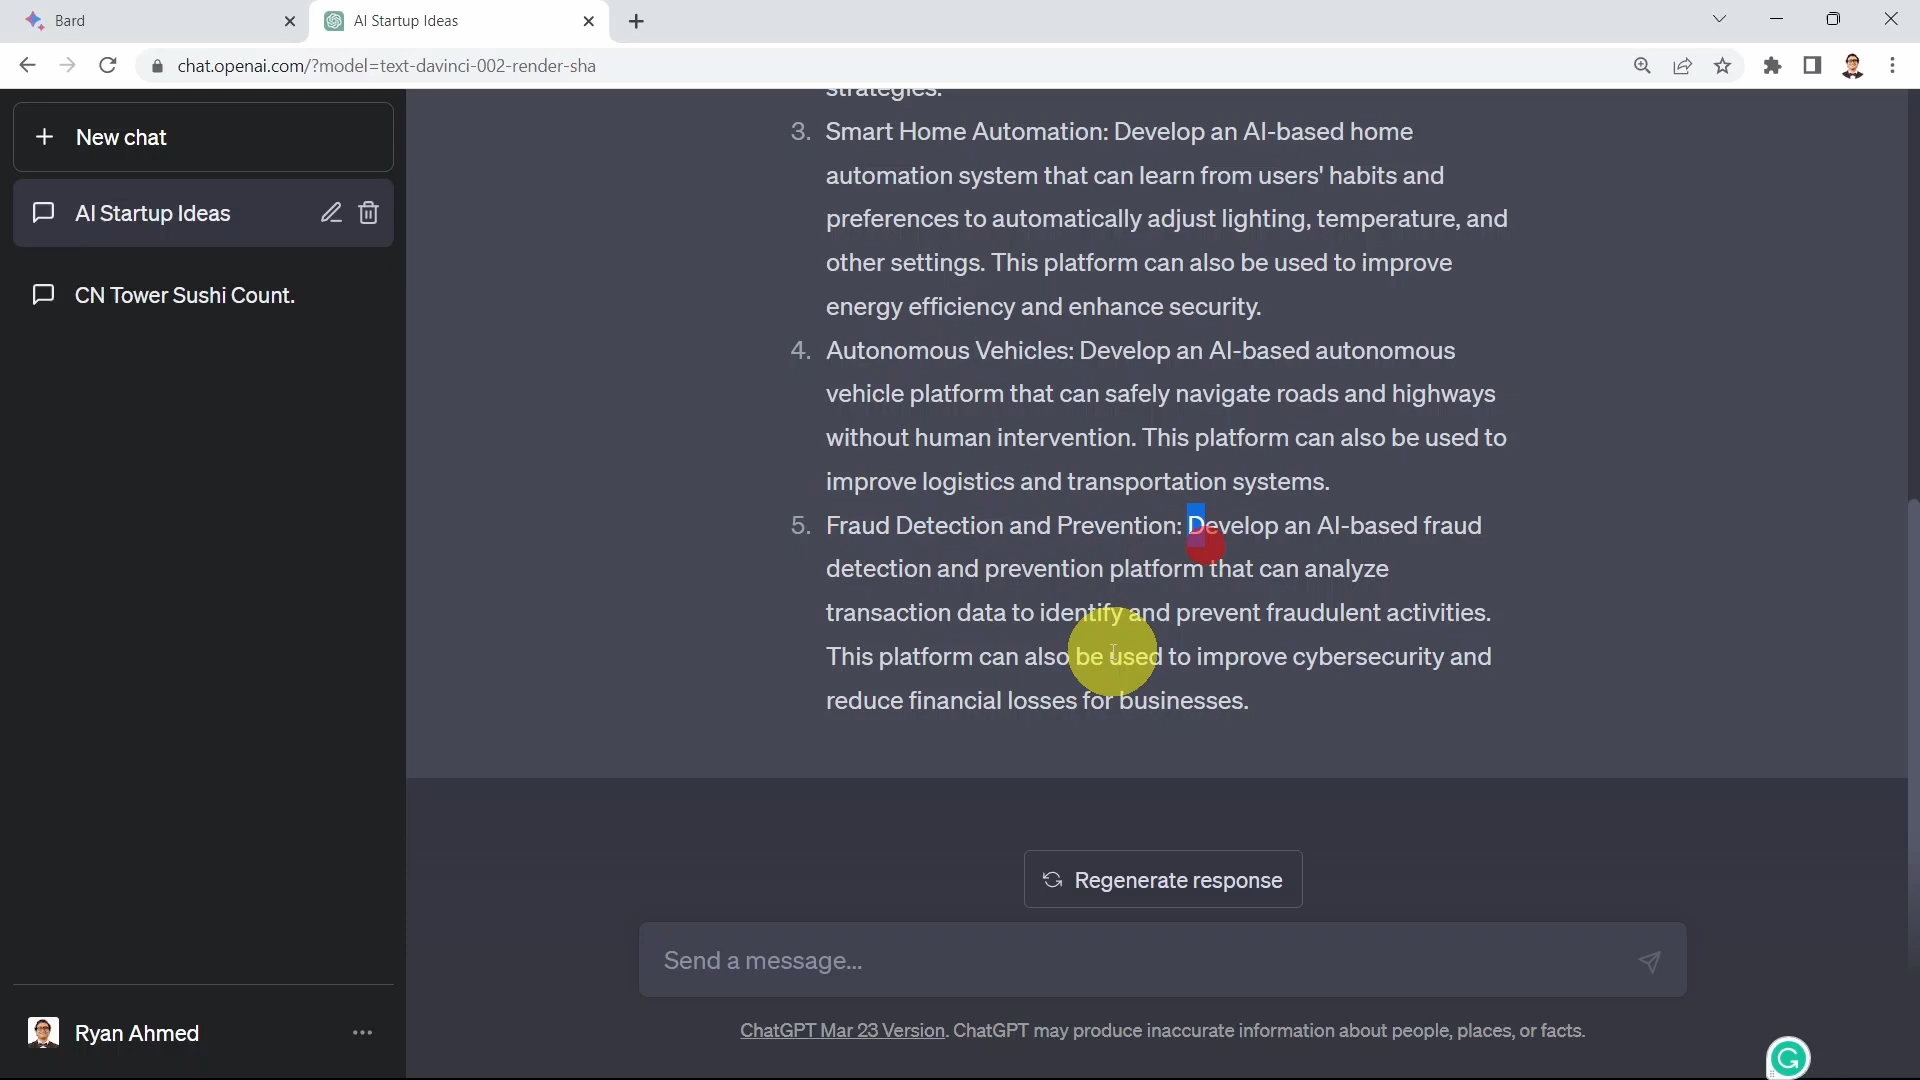 Bard
AI Startup Ideas
chat.openai.com/?model=text-davinci-002-render-sha
New chat
AI Startup Ideas
CN Tower Sushi Count.
strategies.
3. Smart Home Automation: Develop an AI-based home
automation system that can learn from users' habits and
preferences to automatically adjust lighting, temperature, and
other settings. This platform can also be used to improve
energy efficiency and enhance security.
4. Autonomous Vehicles: Develop an AI-based autonomous
vehicle platform that can safely navigate roads and highways
without human intervention. This platform can also be used to
improve logistics and transportation systems.
5. Fraud Detection and Prevention: Develop an AI-based fraud
detection and prevention platform that can analyze
transaction data to identify and prevent fraudulent activities.
This platform can also be used to improve cybersecurity and
reduce financial losses for businesses.
Regenerate response
Send a message...
ChatGPT Mar 23 Version. ChatGPT may produce inaccurate information about people, places, or facts.
Ryan Ahmed